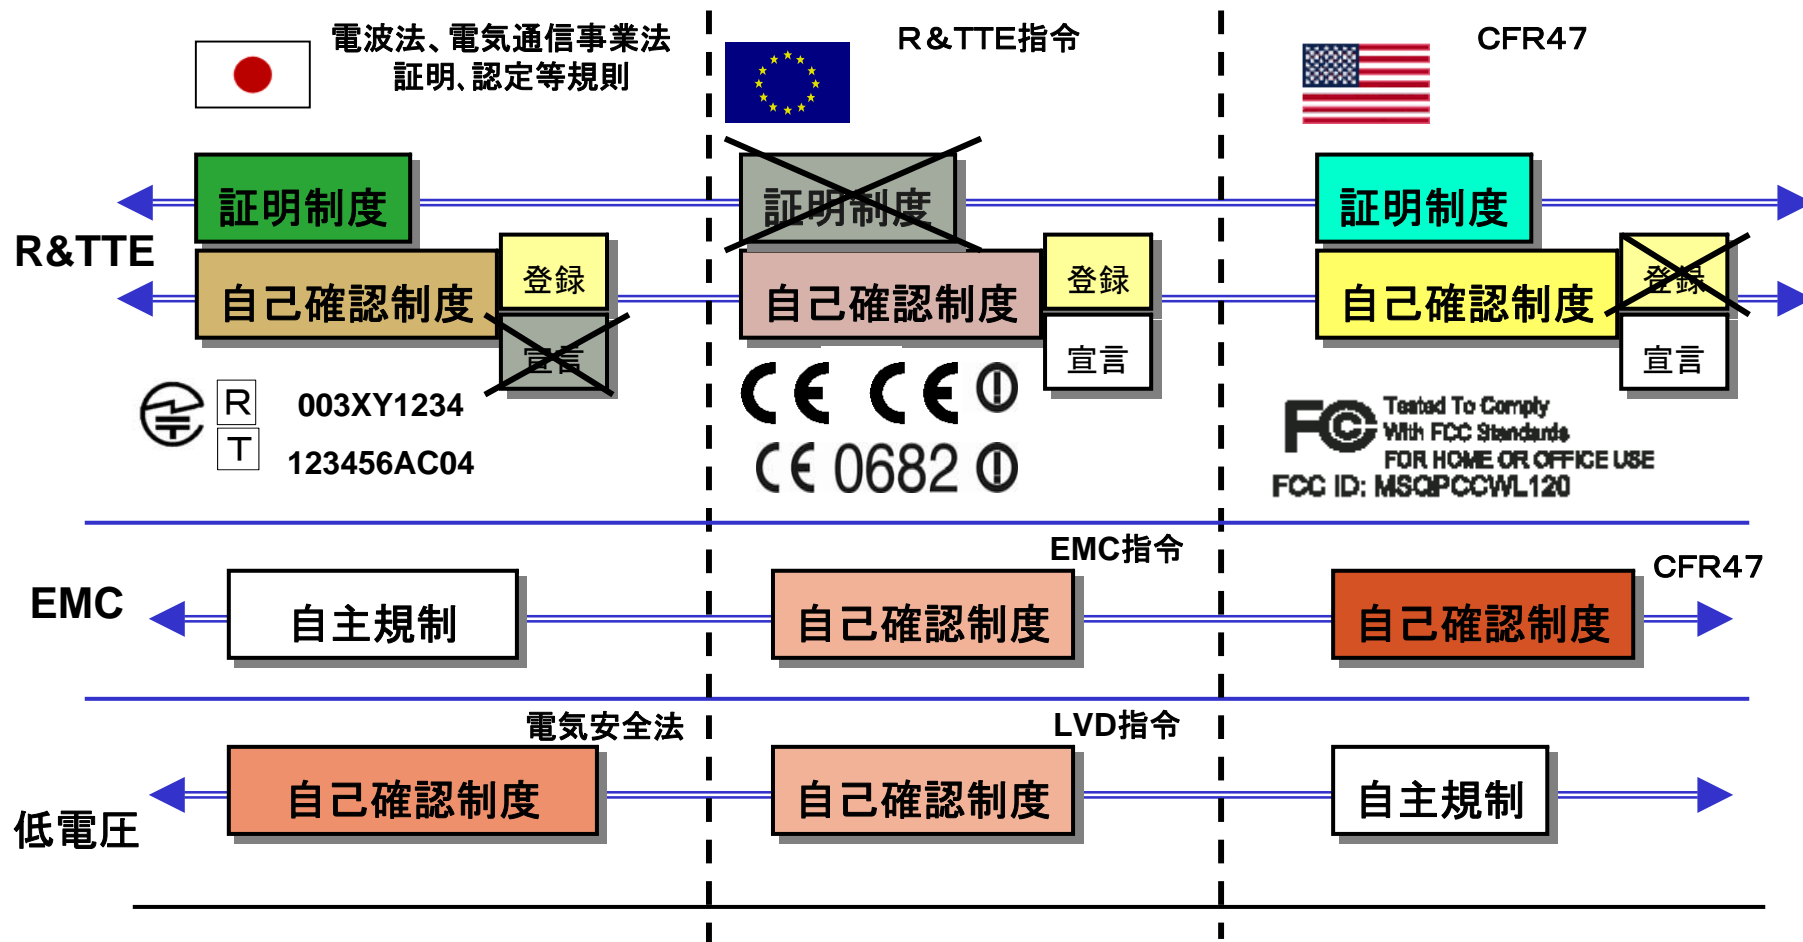 電波法、電気通信事業法
証明、認定等規則
R&TTE指令
CFR47
証明制度
証明制度
証明制度
R&TTE
自己確認制度
登録
宣言
自己確認制度
登録
宣言
自己確認制度
登録
宣言
R
003XY1234
T
123456AC04
CE CE
CE 0682
FC Tested To Comply
With FCC Standards
FOR HOME OR OFFICE USE
FCC ID: MSQPCCWL120
EMC指令
CFR47
EMC
自主規制
自己確認制度
自己確認制度
電気安全法
LVD指令
低電圧
自己確認制度
自己確認制度
自主規制